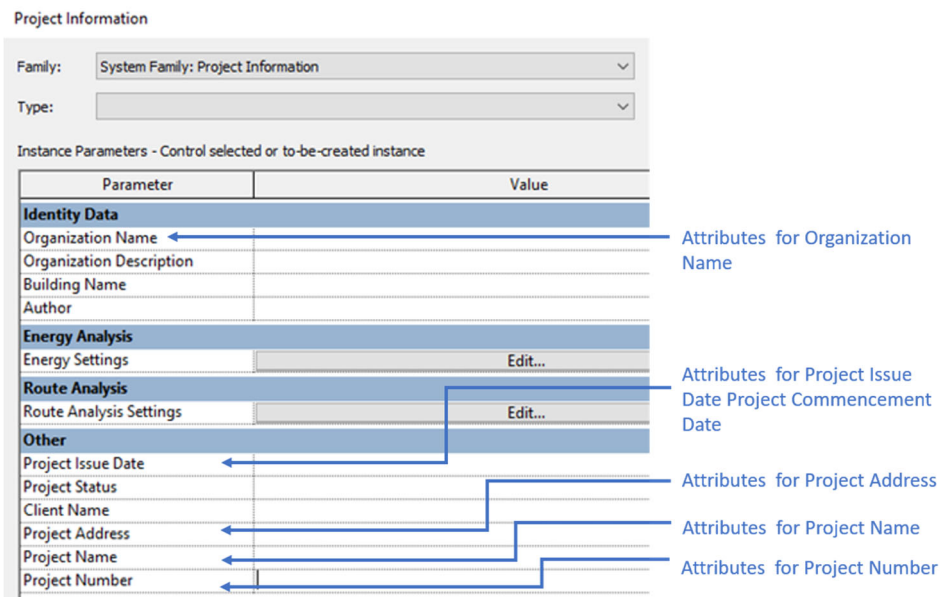 Project Information
Family: System Family: Project Information
Type:
Instance Parameters - Control selected or to-be-created instance
Parameter Value
Identity Data
Organization Name
Organization Description
Building Name
Author
Energy Analysis
Energy Settings Edit...
Route Analysis
Route Analysis Settings Edit...
Other
Project Issue Date
Project Status
Client Name
Project Address
Project Name
Project Number
Attributes for Organization
Name
Attributes for Project Issue
Date Project Commencement
Date
Attributes for Project Address
Attributes for Project Name
Attributes for Project Number